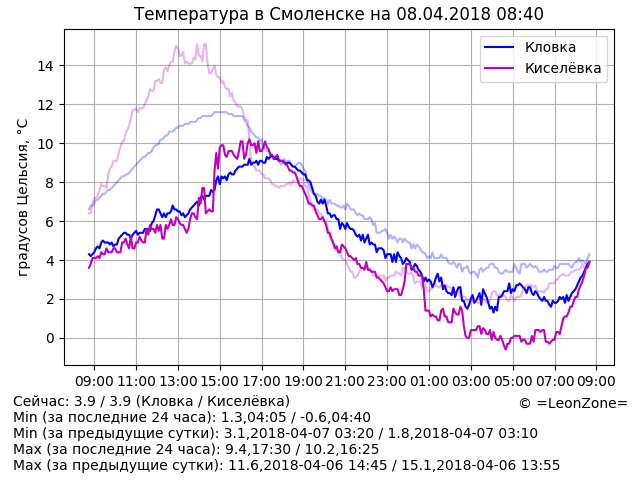 Температура в Смоленске на 08.04.2018 08:40
Кловка
Киселёвка
градусов Цельсия, °C
14
12
10
8
6
4
2
0
09:00 11:00 13:00 15:00 17:00 19:00 21:00 23:00 01:00 03:00 05:00 07:00 09:00
Сейчас: 3.9 / 3.9 (Кловка / Киселёвка)
© =LeonZone=
Min (за последние 24 часа): 1.3,04:05 / -0.6,04:40
Min (за предыдущие сутки): 3.1,2018-04-07 03:20 / 1.8,2018-04-07 03:10
Max (за последние 24 часа): 9.4,17:30 / 10.2,16:25
Max (за предыдущие сутки): 11.6,2018-04-06 14:45 / 15.1,2018-04-06 13:55